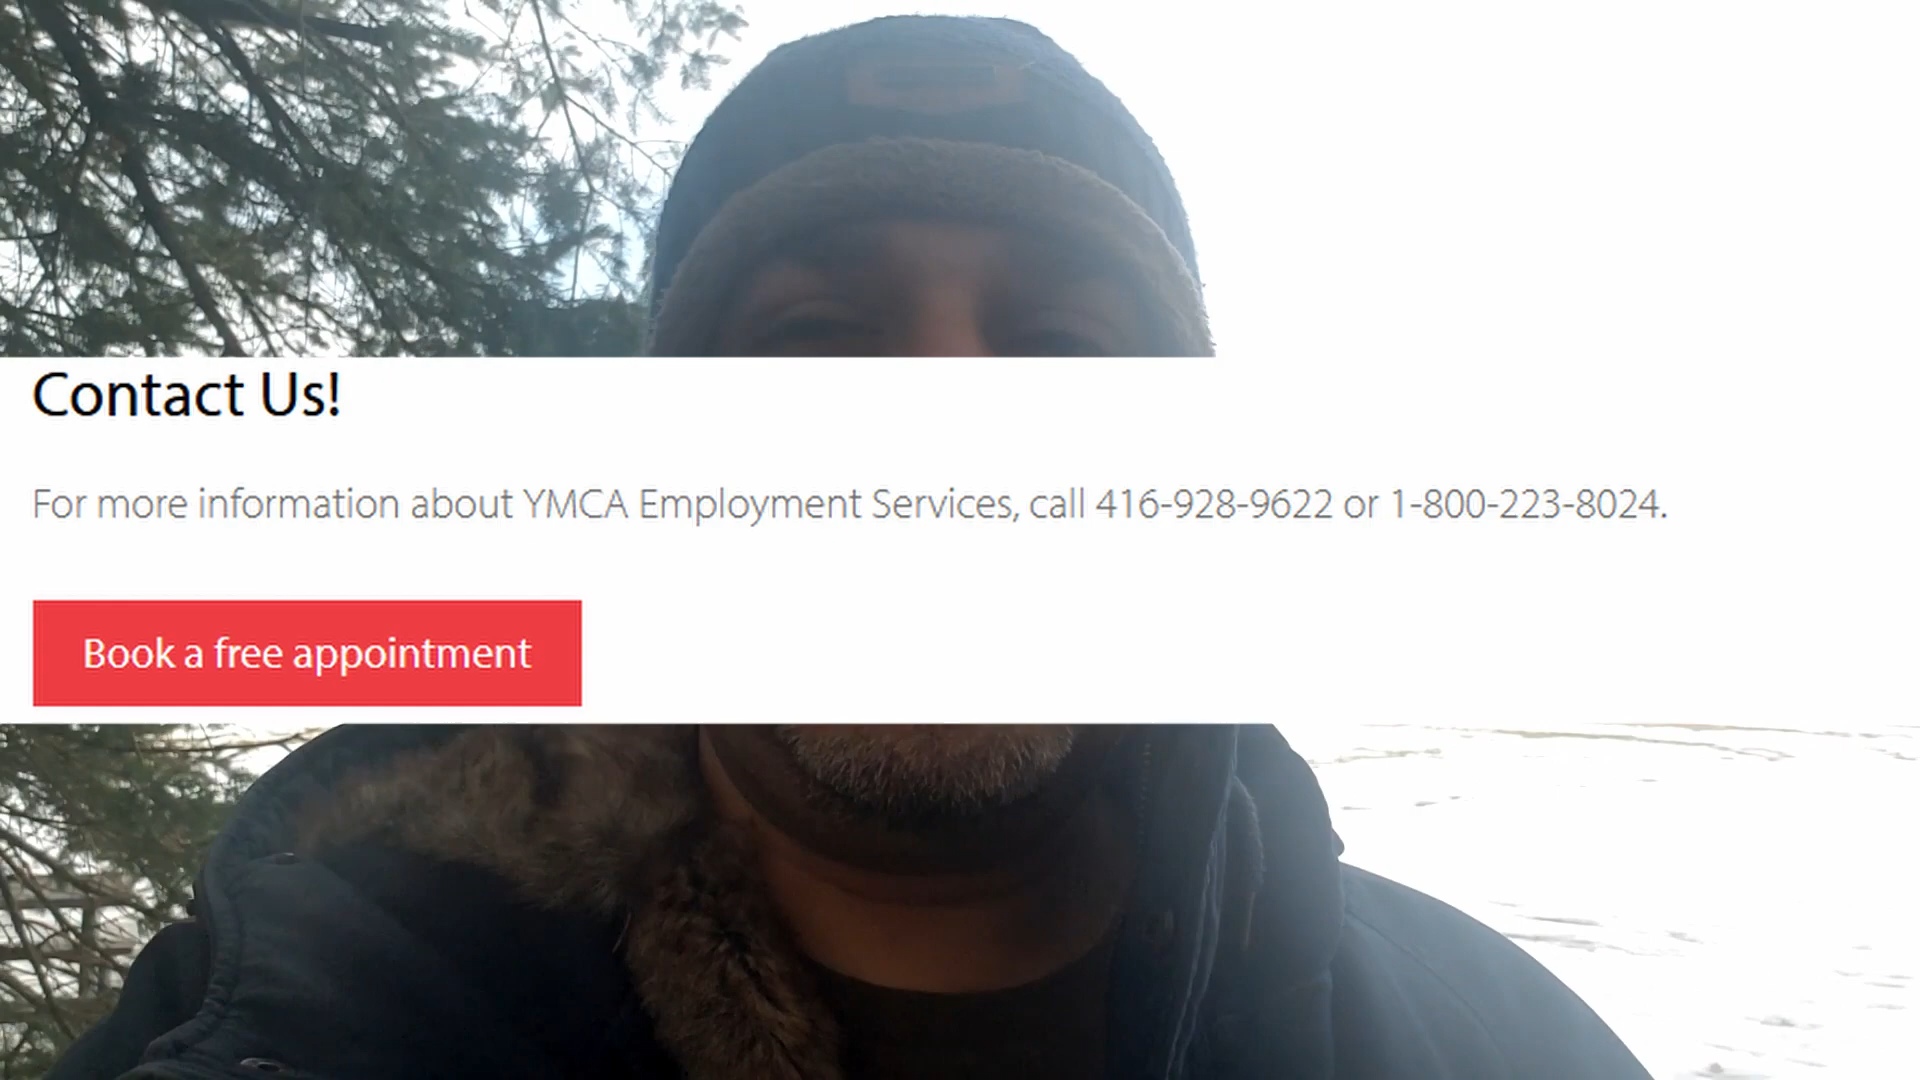 Contact Us!
For more information about YMCA Employment Services, call 416-928-9622 or 1-800-223-8024.
Book a free appointment